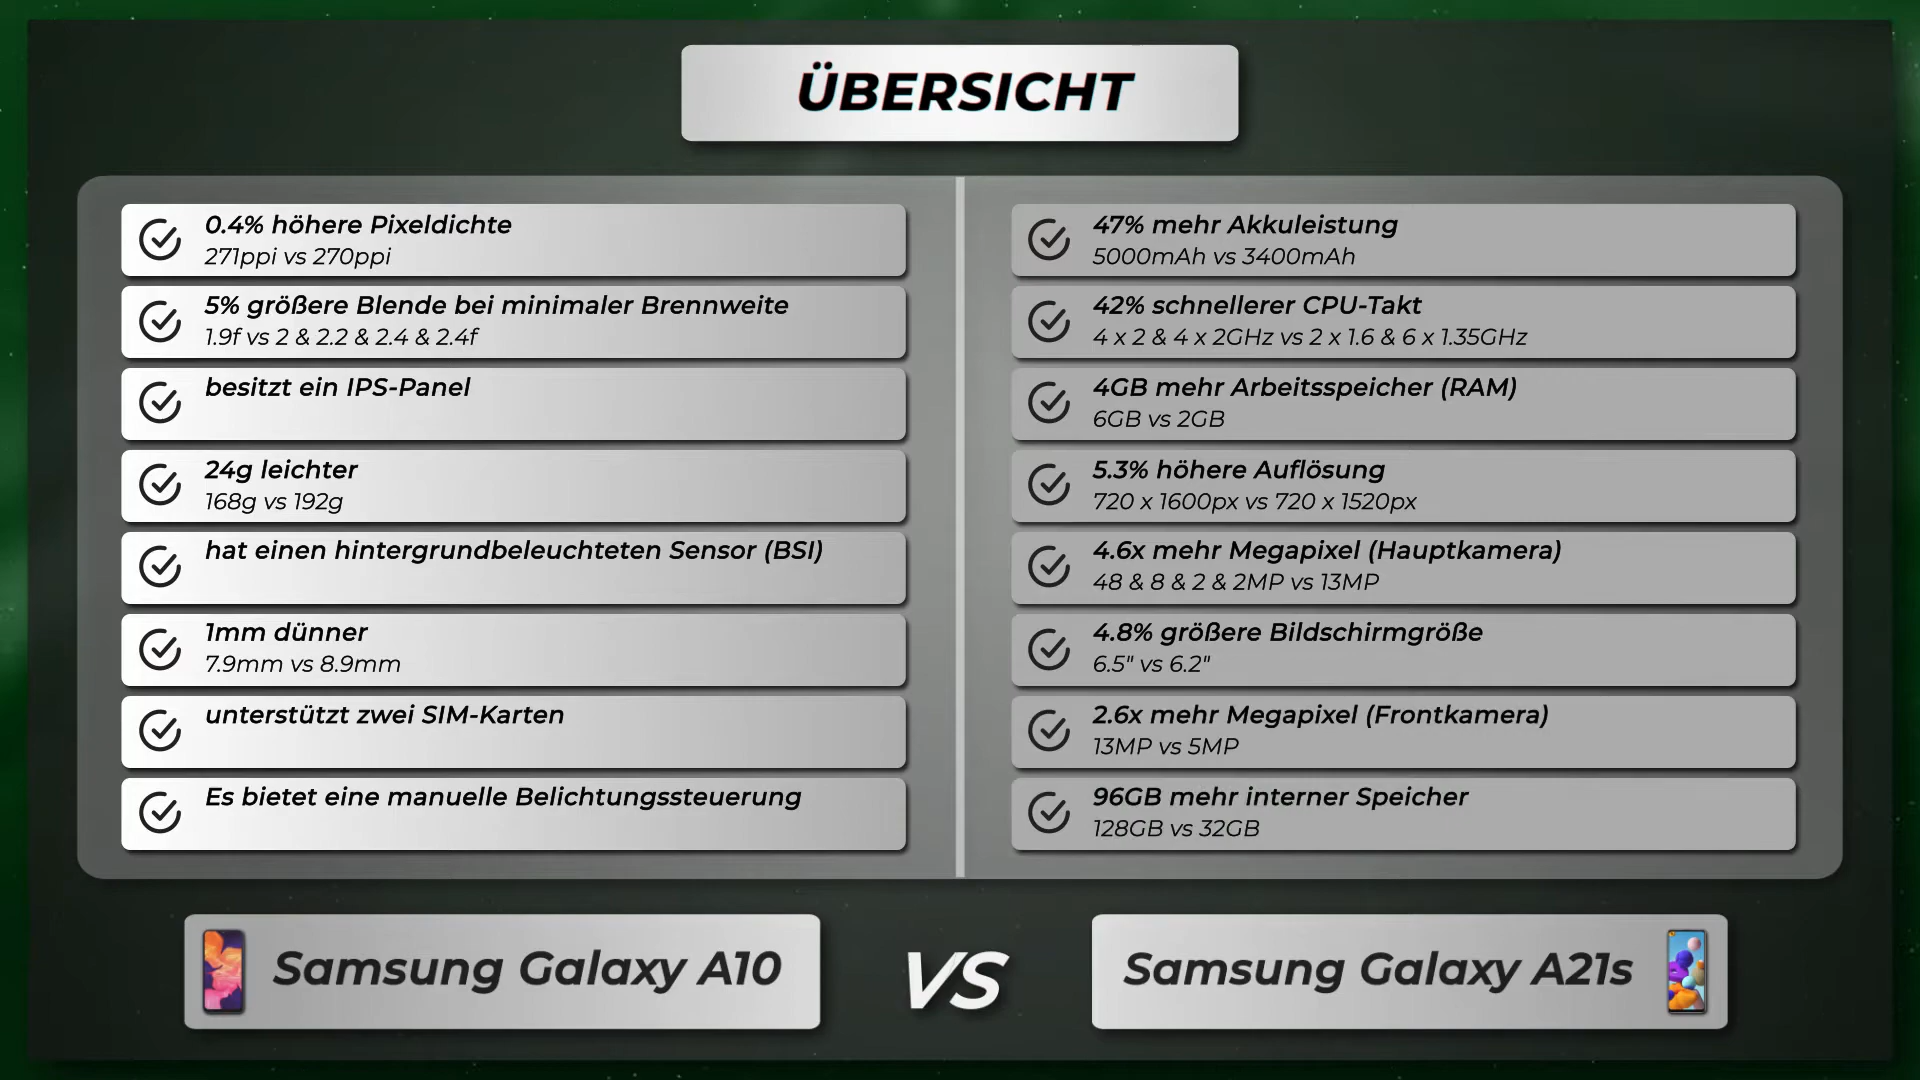 ÜBERSICHT
0.4% höhere Pixeldichte
271ppi vs 270ppi
5% größere Blende bei minimaler Brennweite
1.9f vs 2 & 2.2 & 2.4 & 2.4f
besitzt ein IPS-Panel
24g leichter
168g vs 192g
hat einen hintergrundbeleuchteten Sensor (BSI)
1mm dünner
7.9mm vs 8.9mm
unterstützt zwei SIM-Karten
Es bietet eine manuelle Belichtungssteuerung
47% mehr Akkuleistung
5000mAh vs 3400mAh
42% schnellerer CPU-Takt
4 x 2 & 4 x 2GHz vs 2 x 1.6 & 6 x 1.35GHz
4GB mehr Arbeitsspeicher (RAM)
6GB vs 2GB
5.3% höhere Auflösung
720 x 1600px vs 720 x 1520px
4.6x mehr Megapixel (Hauptkamera)
48 & 8 & 2 & 2MP vs 13MP
4.8% größere Bildschirmgröße
6.5" vs 6.2"
2.6x mehr Megapixel (Frontkamera)
13MP vs 5MP
96GB mehr interner Speicher
128GB vs 32GB
Samsung Galaxy A10
VS
Samsung Galaxy A21s